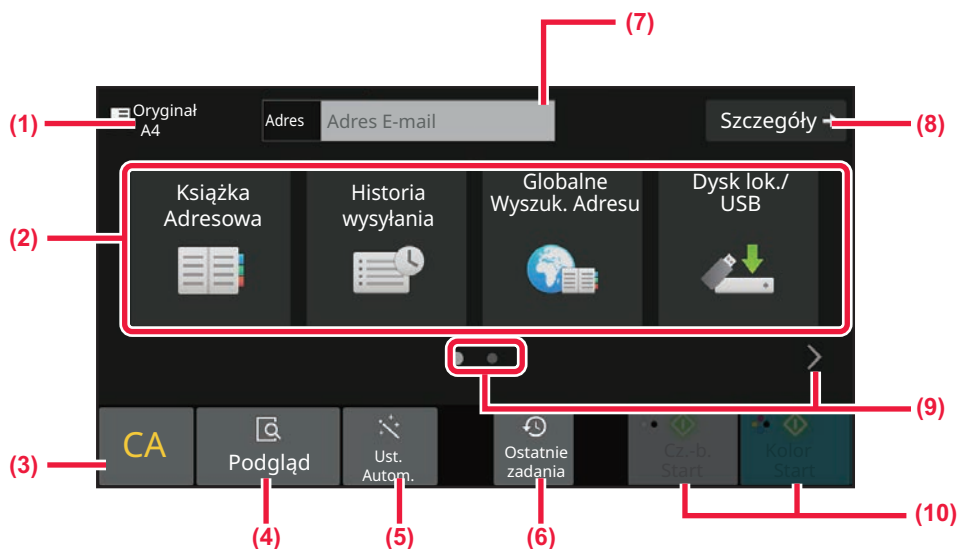 (7)
(1)
Oryginał
A4
Adres
Adres E-mail
Szczegóły
(8)
(2)
Książka
Adresowa
Historia
wysyłania
Globalne
Wyszuk. Adresu
Dysk lok./
USB
(9)
(3)
CA
Podgląd
Ust.
Autom.
Ostatnie
zadania
Cz.-b.
Start
Kolor
Start
(4)
(5)
(6)
(10)